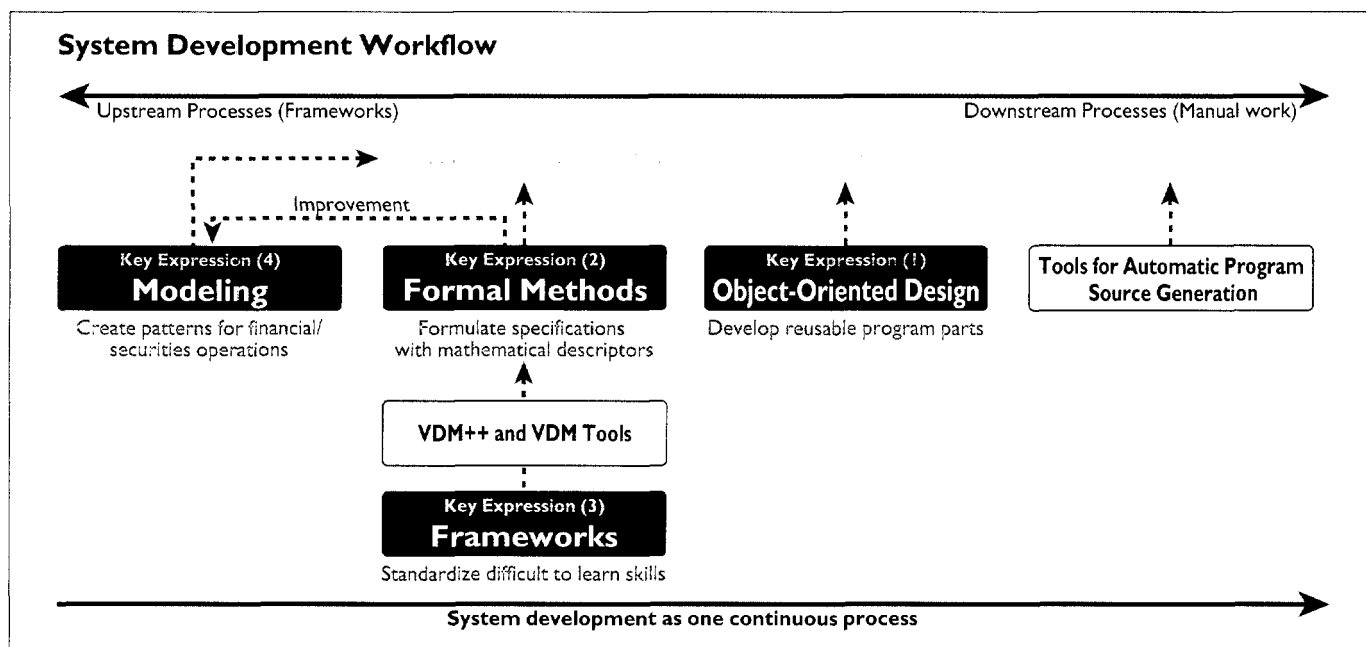 System Development Workflow
Upstream Processes (Frameworks)
Downstream Processes (Manual work)
Improvement
Key Expression (4)
Modeling
Create patterns for financial/
securities operations
Key Expression (2)
Formal Methods
Formulate specifications
with mathematical descriptors
Key Expression (1)
Object-Oriented Design
Develop reusable program parts
Tools for Automatic Program
Source Generation
VDM++ and VDM Tools
Key Expression (3)
Frameworks
Standardize difficult to learn skills
System development as one continuous process